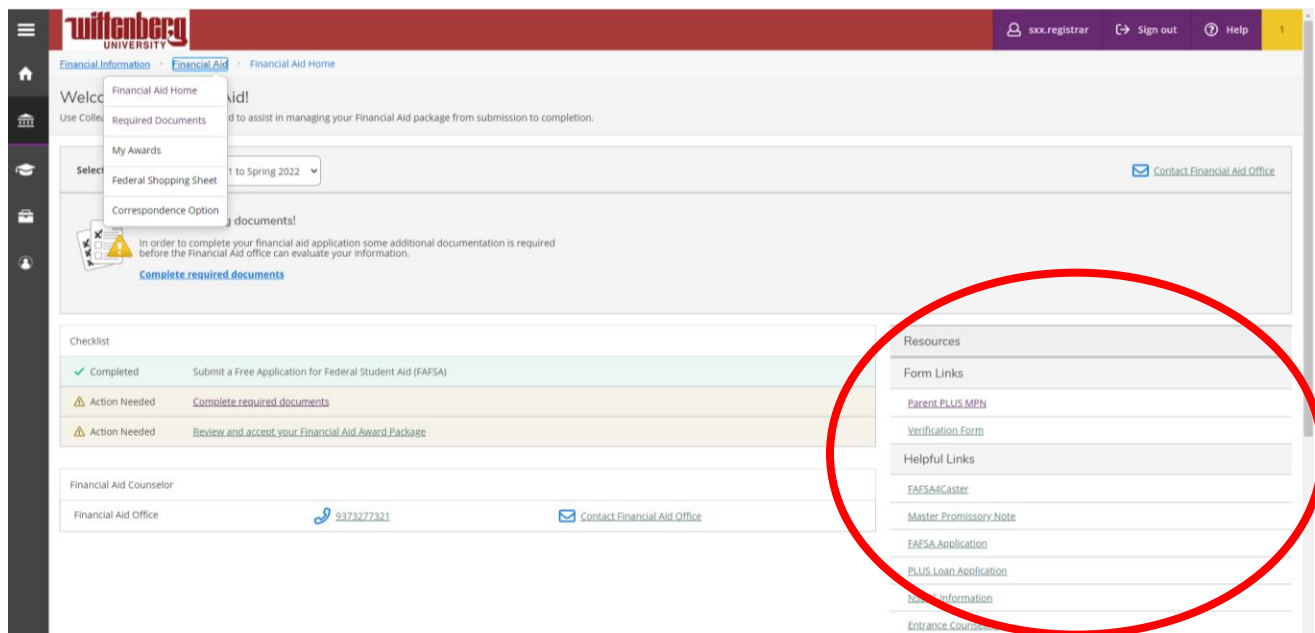 Wittenberg
UNIVERSITY
sxx.registrar Sign out Help 1
Financial Information Financial Aid Financial Aid Home
Financial Aid Home
Required Documents
My Awards
Federal Shopping Sheet
Correspondence Option
Aid!
Use d to assist in managing your Financial Aid package from submission to completion.
Select 1 to Spring 2022 Contact Financial Aid Office
documents!
In order to complete your financial aid application some additional documentation is required
before the Financial Aid office can evaluate your information.
Complete required documents
Checklist
Completed Submit a Free Application for Federal Student Aid (FAFSA)
Action Needed Complete required documents
Action Needed Review and accept your Financial Aid Award Package
Financial Aid Counselor
Financial Aid Office 9373277321 Contact Financial Aid Office
Resources
Form Links
Parent PLUS MPN
Verification Form
Helpful Links
FAFSA4Caster
Master Promissory Note
FAFSA Application
PLUS Loan Application
Information
Entrance